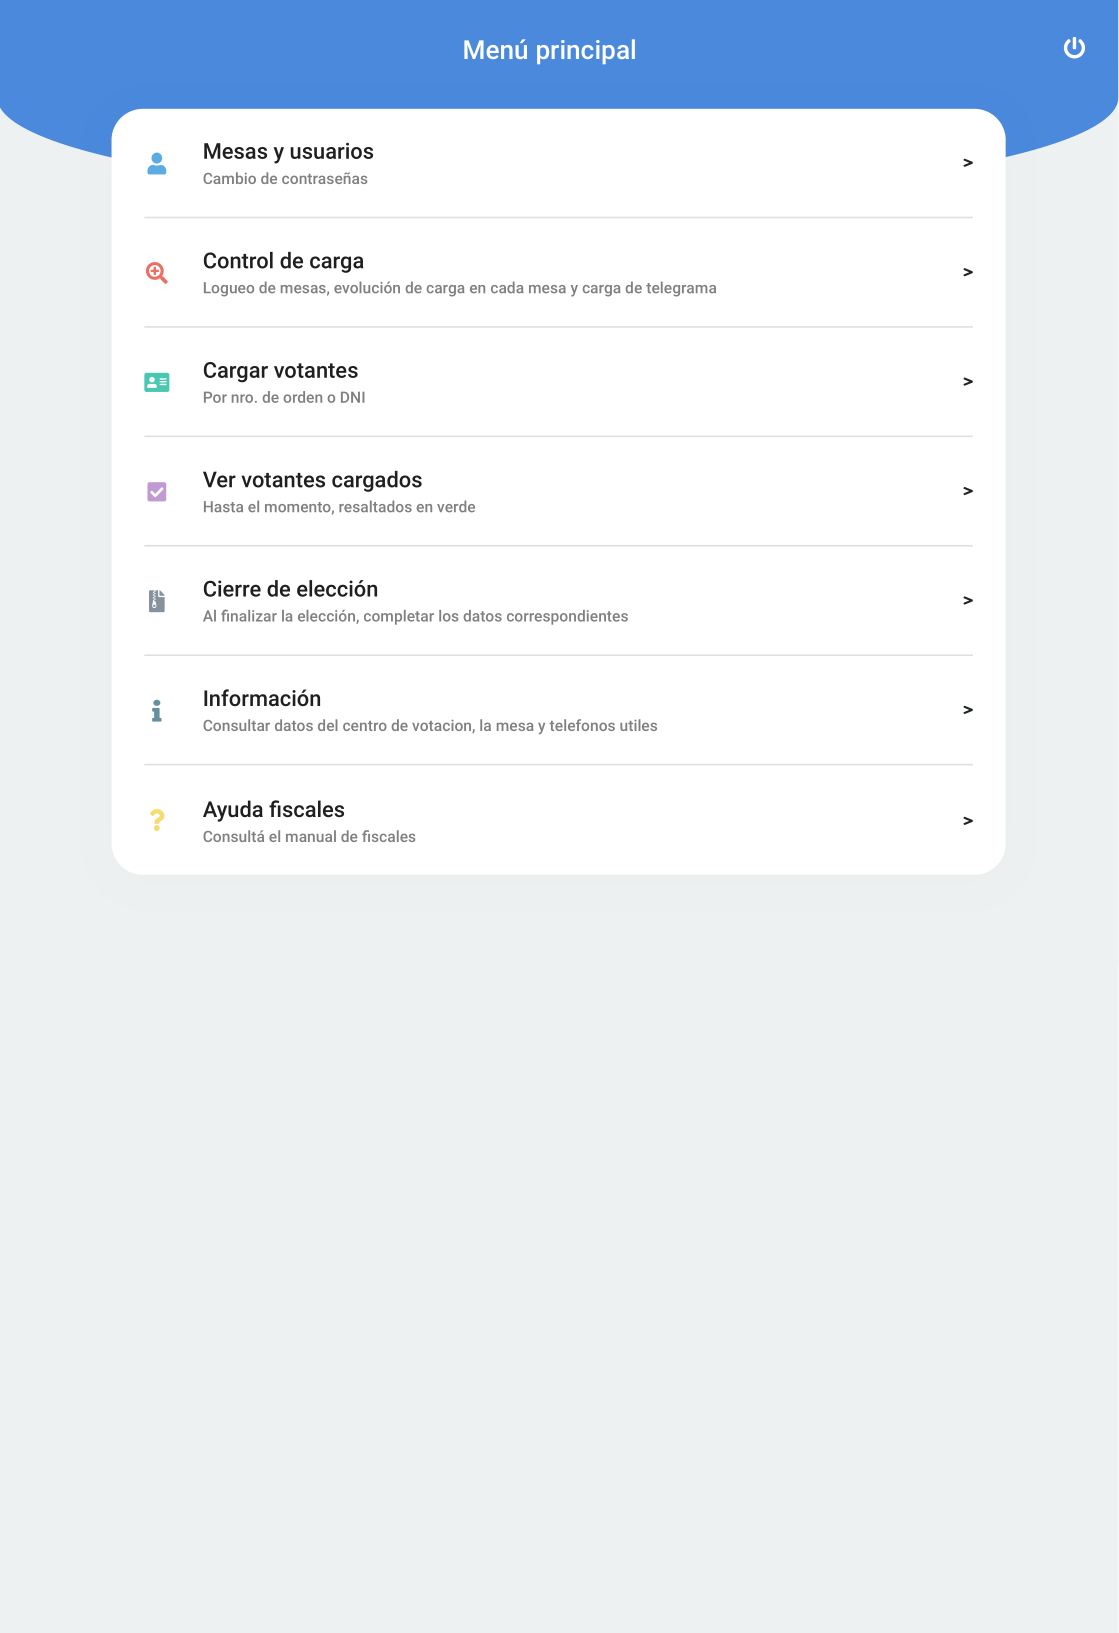 Menú principal
Mesas y usuarios
Cambio de contraseñas
>
Control de carga
Logueo de mesas, evolución de carga en cada mesa y carga de telegrama
>
Cargar votantes
Por nro. de orden o DNI
>
Ver votantes cargados
Hasta el momento, resaltados en verde
>
Cierre de elección
Al finalizar la elección, completar los datos correspondientes
>
Información
Consultar datos del centro de votacion, la mesa y telefonos utiles
>
Ayuda fiscales
Consultá el manual de fiscales
>